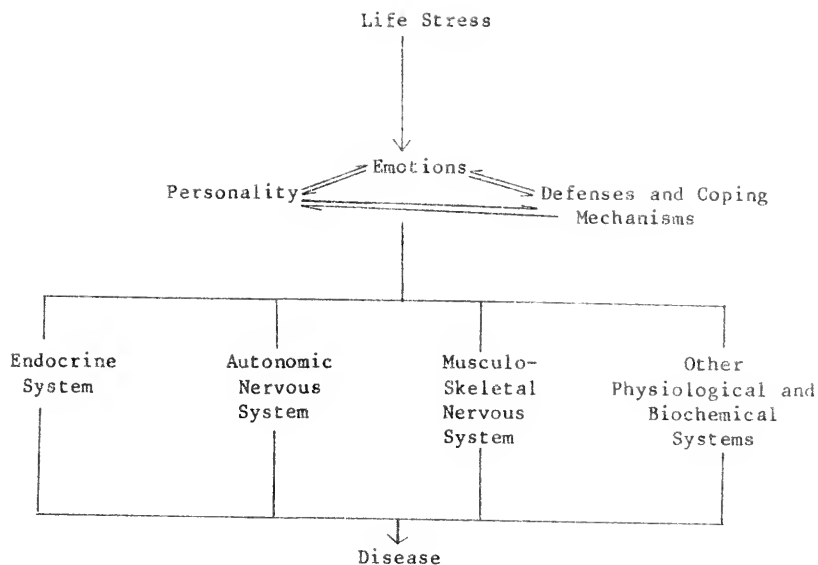 Life Stress
Emotions
Personality
Defenses and Coping
Mechanisms
Endocrine
System
Autonomic
Nervous
System
Musculo-
Skeletal
Nervous
System
Other
Physiological and
Biochemical
Systems
Disease